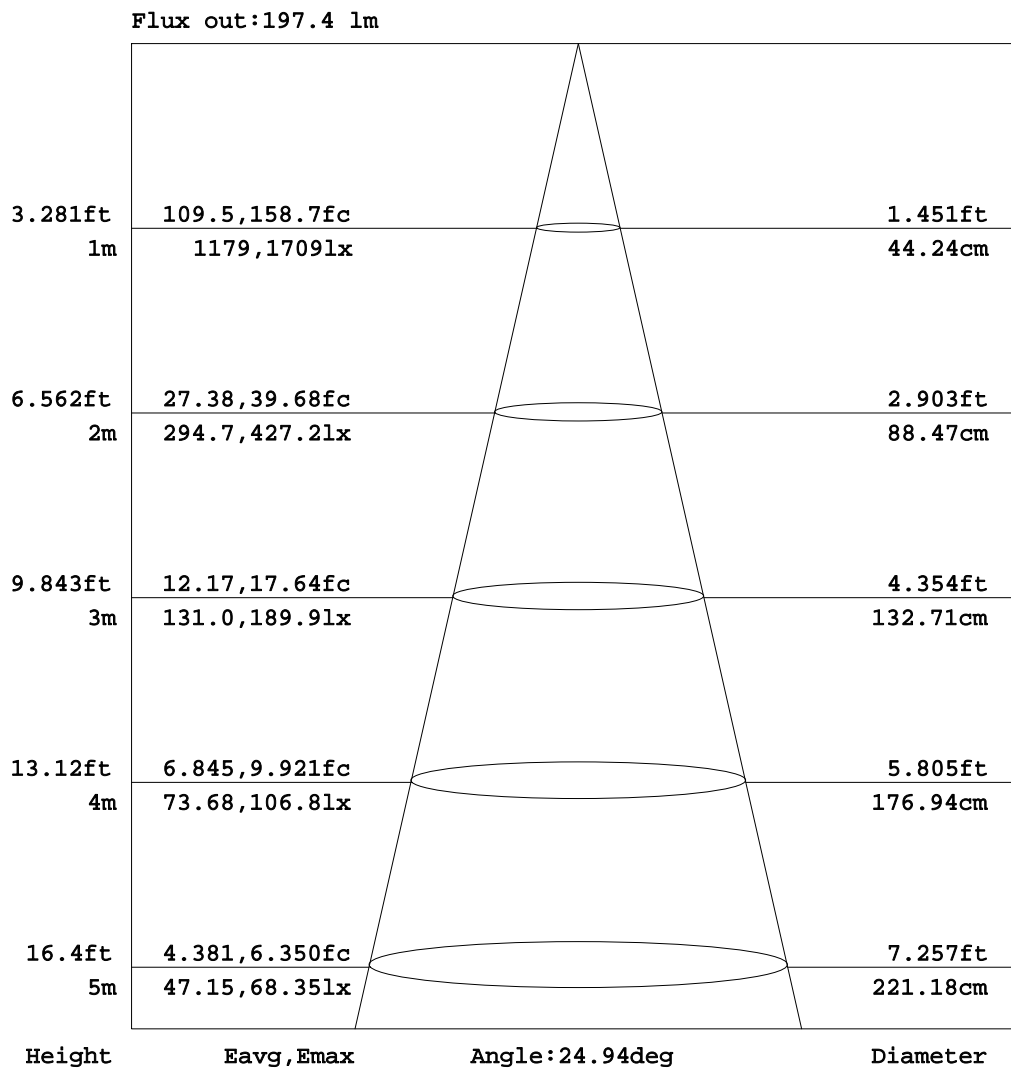 Flux out:197.4 lm
3.281ft 109.5,158.7fc 1.451ft
1m 1179,1709lx 44.24cm
6.562ft 27.38,39.68fc 2.903ft
2m 294.7,427.2lx 88.47cm
9.843ft 12.17,17.64fc 4.354ft
3m 131.0,189.9lx 132.71cm
13.12ft 6.845,9.921fc 5.805ft
4m 73.68,106.8lx 176.94cm
16.4ft 4.381,6.350fc 7.257ft
5m 47.15,68.35lx 221.18cm
Height Eavg,Emax Angle:24.94deg Diameter